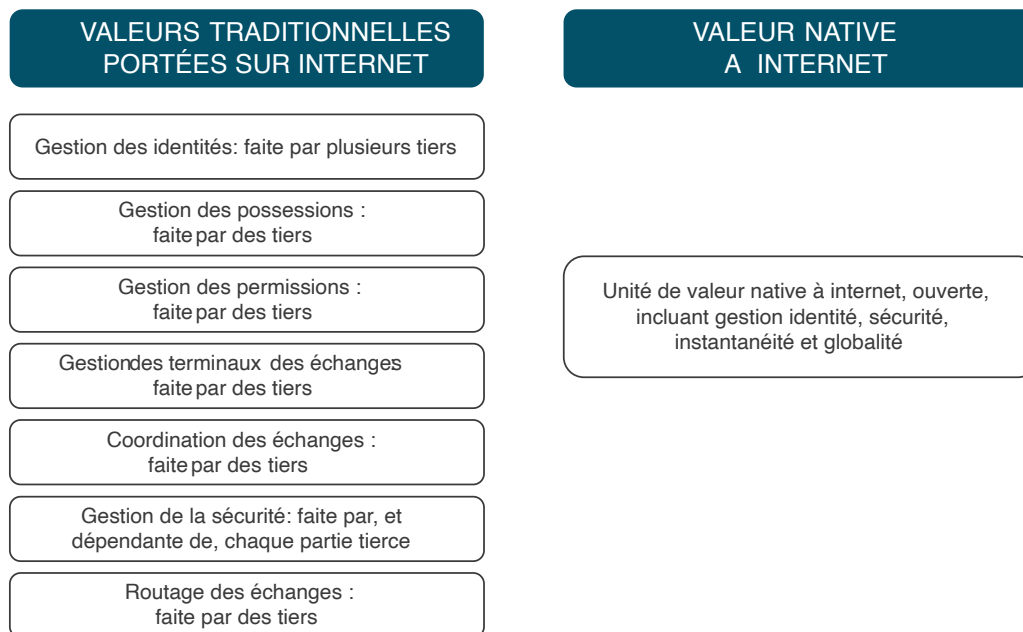 VALEURS TRADITIONNELLES
PORTÉES SUR INTERNET
Gestion des identités: faite par plusieurs tiers
Gestion des possessions :
faite par des tiers
Gestion des permissions :
faite par des tiers
Gestion des terminaux des échanges
faite par des tiers
Coordination des échanges :
faite par des tiers
Gestion de la sécurité: faite par, et
dépendante de, chaque partie tierce
Routage des échanges :
faite par des tiers
VALEUR NATIVE
A INTERNET
Unité de valeur native à internet, ouverte,
incluant gestion identité, sécurité,
instantanéité et globalité